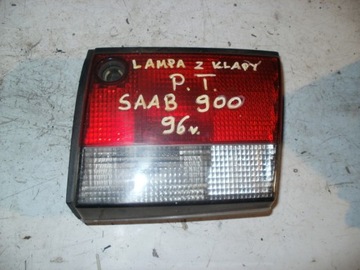 LAMPA Z KLAPY
P.T.
SAAB 900
96r.